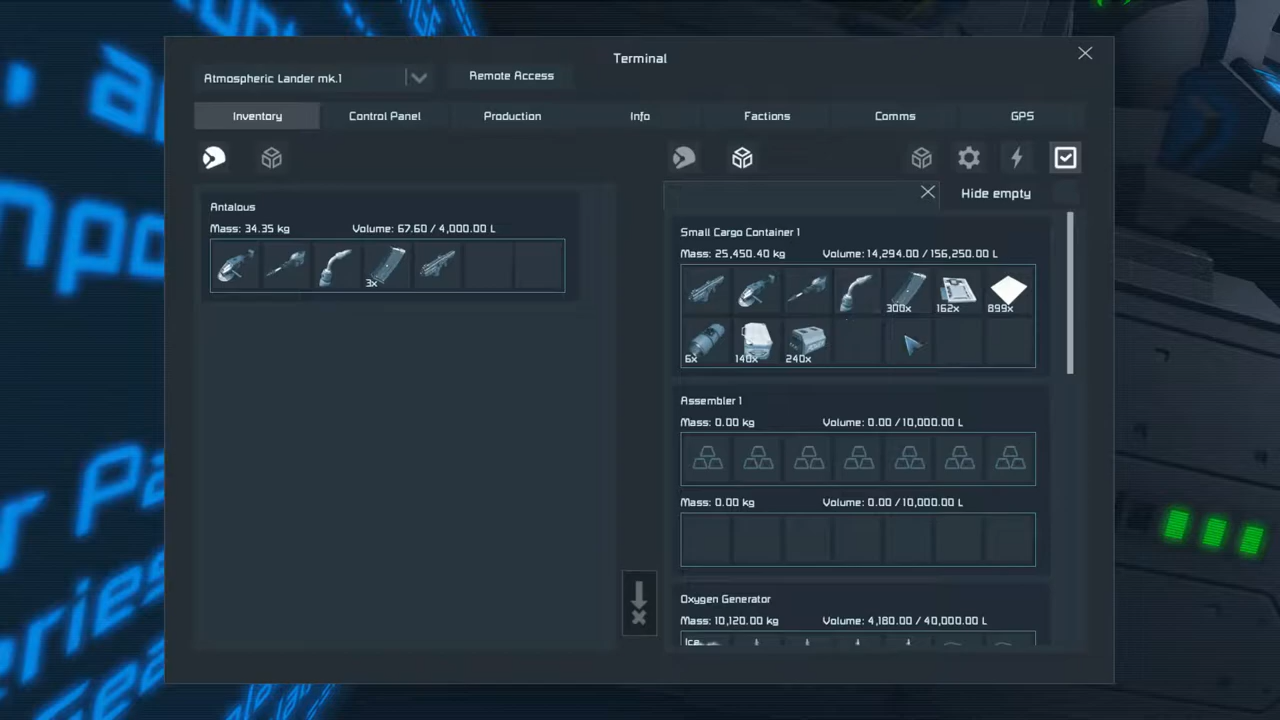 Terminal
Atmospheric Lander mk.1
Remote Access
Inventory
Control Panel
Production
Info
Factions
Comms
GPS
Antalous
Mass: 34.35 kg
Volume: 67.60 / 4,000.00 L
3x
Hide empty
Small Cargo Container 1
Mass: 25,450.40 kg
Volume: 14,294.00 / 156,250.00 L
300x
162x
899x
6x
140x
240x
Assembler 1
Mass: 0.00 kg
Volume: 0.00 / 10,000.00 L
Mass: 0.00 kg
Volume: 0.00 / 10,000.00 L
Oxygen Generator
Mass: 10,120.00 kg
Volume: 4,180.00 / 40,000.00 L
Ice